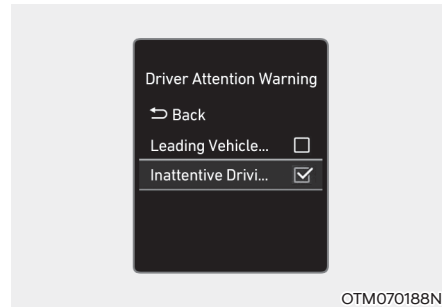 Driver Attention Warning
Back
Leading Vehicle...
Inattentive Drivi...
OTM070188N